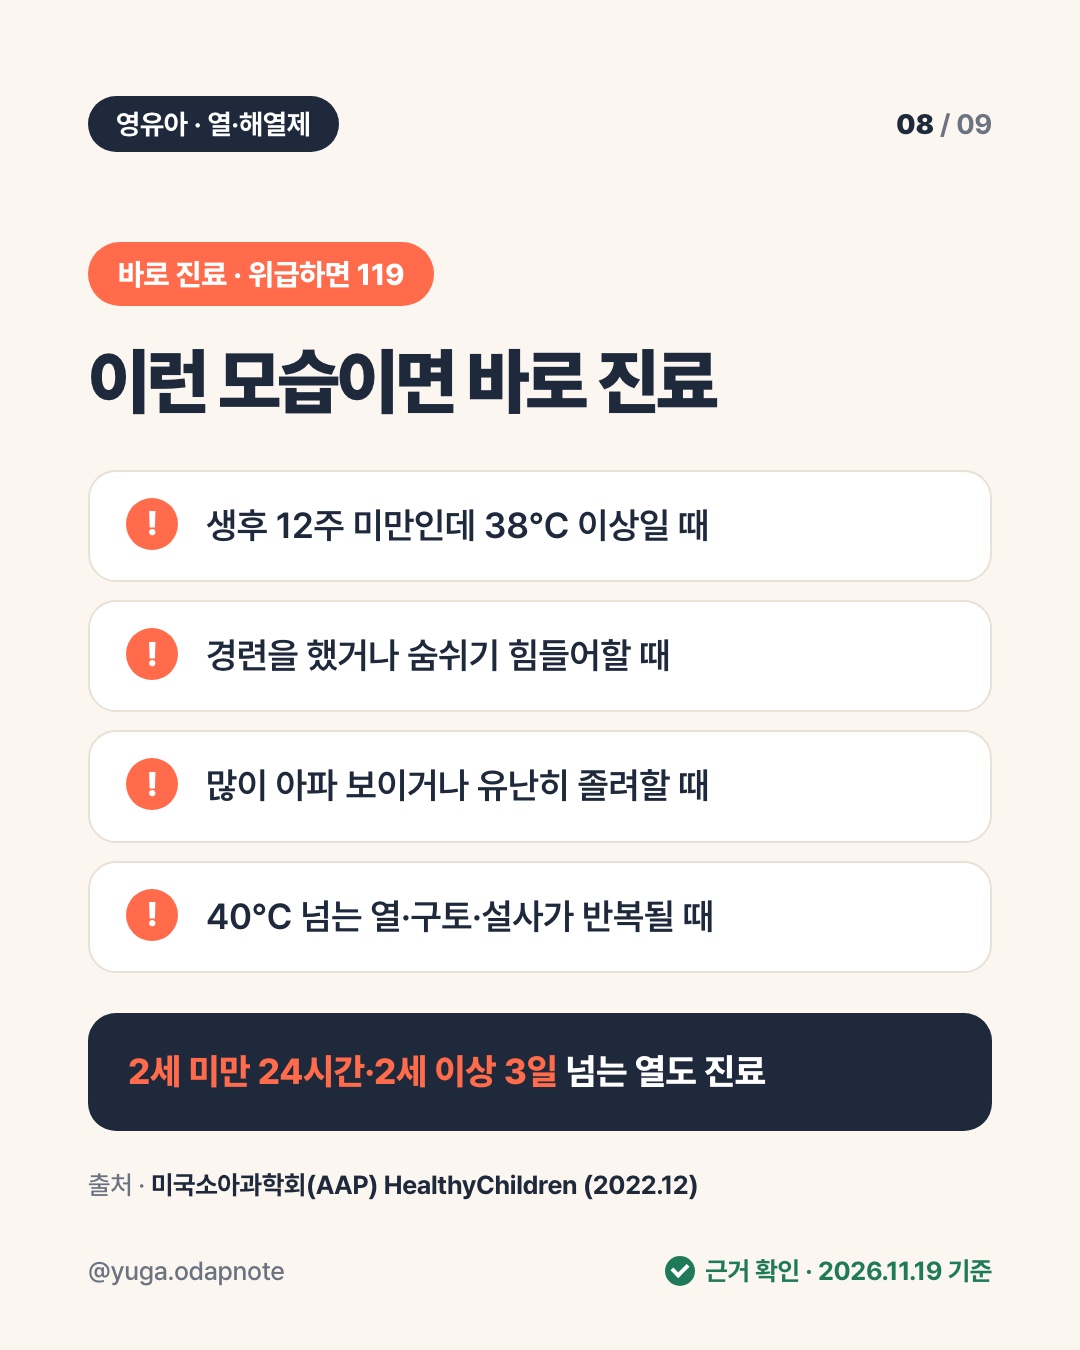 영유아 · 열·해열제
08 / 09
바로 진료 · 위급하면 119
이런 모습이면 바로 진료
! 생후 12주 미만인데 38°C 이상일 때
! 경련을 했거나 숨쉬기 힘들어할 때
! 많이 아파 보이거나 유난히 졸려할 때
! 40°C 넘는 열·구토·설사가 반복될 때
2세 미만 24시간·2세 이상 3일 넘는 열도 진료
출처 · 미국소아과학회(AAP) HealthyChildren (2022.12)
@yuga.odapnote
근거 확인 · 2026.11.19 기준